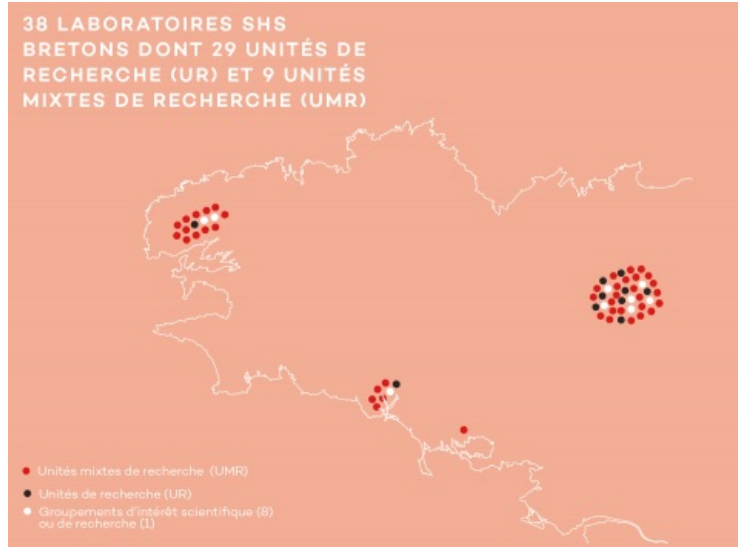 38 LABORATOIRES SHS
BRETONS DONT 29 UNITÉS DE
RECHERCHE (UR) ET 9 UNITÉS
MIXTES DE RECHERCHE (UMR)
Unités mixtes de recherche (UMR)
Unités de recherche (UR)
Groupements d'intérêt scientifique (8)
ou de recherche (1)